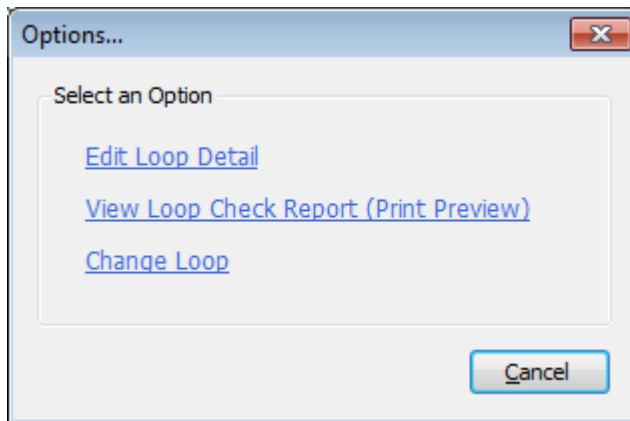 Options...
Select an Option
Edit Loop Detail
View Loop Check Report (Print Preview)
Change Loop
Cancel